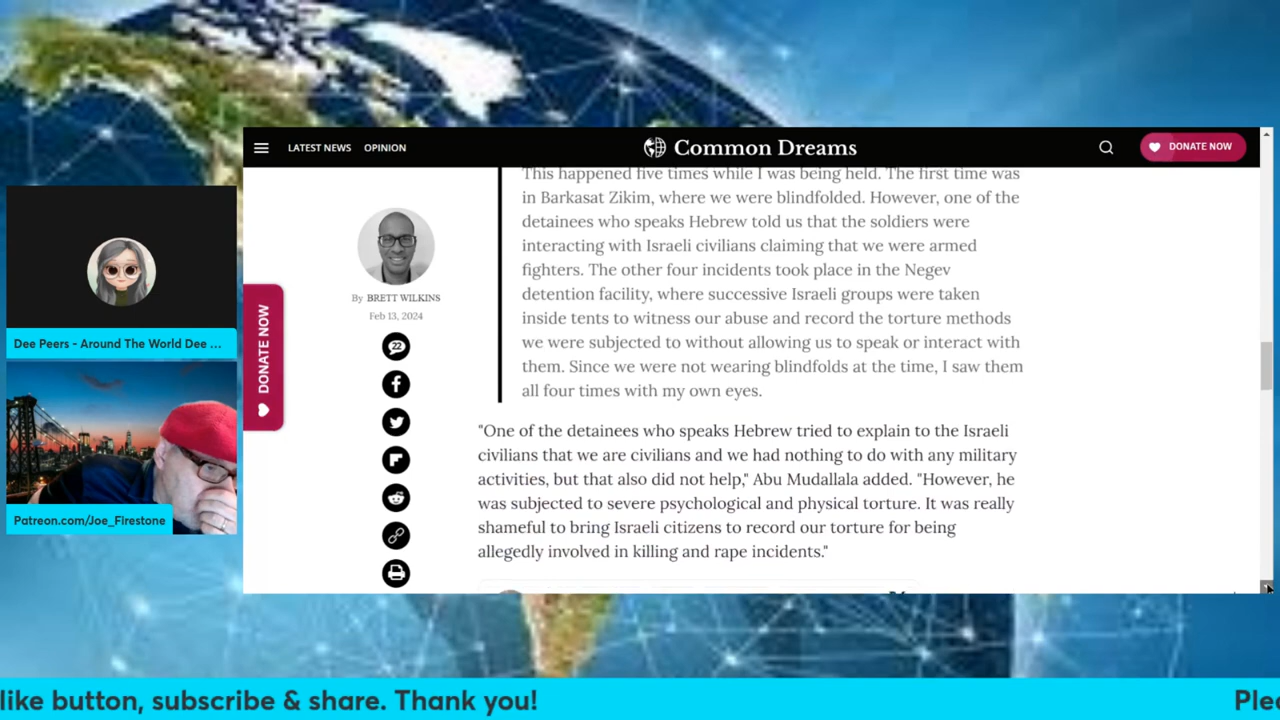 LATEST NEWS
OPINION
Common Dreams
DONATE NOW
This happened five times while I was being held. The first time was
in Barkasat Zikim, where we were blindfolded. However, one of the
detainees who speaks Hebrew told us that the soldiers were
interacting with Israeli civilians claiming that we were armed
fighters. The other four incidents took place in the Negev
detention facility, where successive Israeli groups were taken
inside tents to witness our abuse and record the torture methods
we were subjected to without allowing us to speak or interact with
them. Since we were not wearing blindfolds at the time, I saw them
all four times with my own eyes.
By BRETT WILKINS
Feb 13, 2024
22
DONATE NOW
"One of the detainees who speaks Hebrew tried to explain to the Israeli
civilians that we are civilians and we had nothing to do with any military
activities, but that also did not help," Abu Mudallala added. "However, he
was subjected to severe psychological and physical torture. It was really
shameful to bring Israeli citizens to record our torture for being
allegedly involved in killing and rape incidents."
Dee Peers - Around The World Dee ...
Patreon.com/Joe_Firestone
like button, subscribe & share. Thank you!
Plea